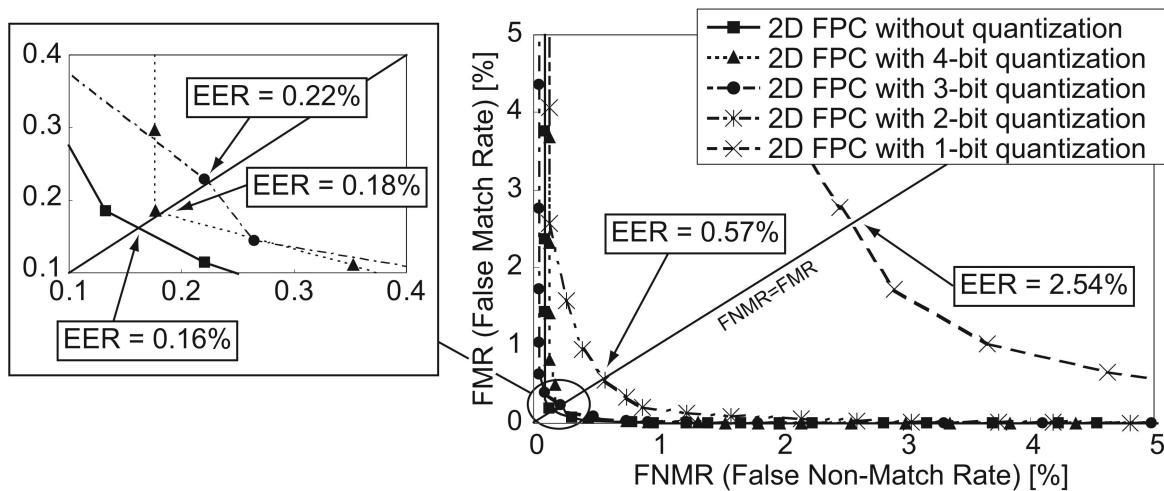 0.4
0.3
0.2
0.1
0.1
0.2
0.3
0.4
EER = 0.22%
EER = 0.18%
EER = 0.16%
FMR (False Match Rate) [%]
5
4
3
2
1
0
0
1
2
3
4
5
FNMR (False Non-Match Rate) [%]
2D FPC without quantization
2D FPC with 4-bit quantization
2D FPC with 3-bit quantization
2D FPC with 2-bit quantization
2D FPC with 1-bit quantization
EER = 0.57%
EER = 2.54%
FNMR=FMR